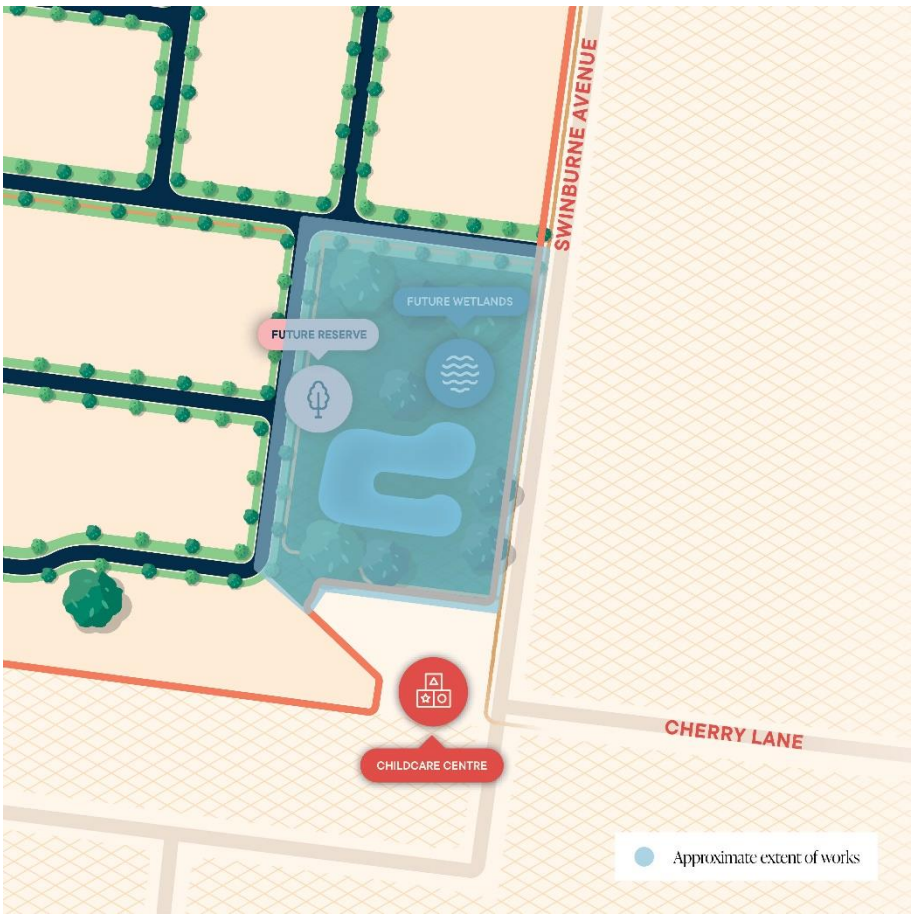 SWINBURNE AVENUE
FUTURE WETLANDS
FUTURE RESERVE
CHERRY LANE
CHILDCARE CENTRE
Approximate extent of works